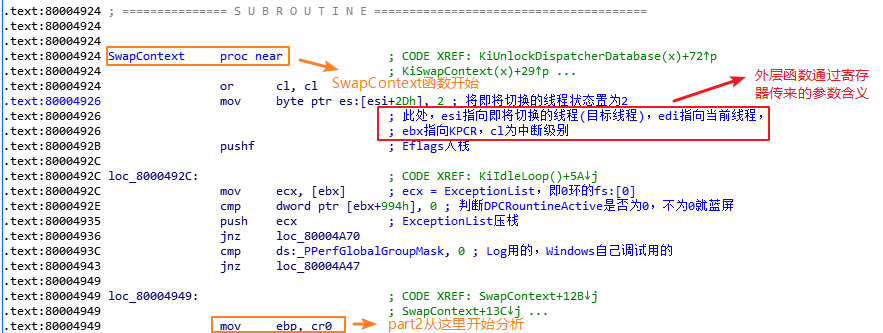 .text:80004924 ; =============== S U B R O U T I N E =======================================
.text:80004924
.text:80004924
.text:80004924 SwapContext proc near ; CODE XREF: KiUnlockDispatcherDatabase(x)+72↑p
.text:80004924 ; KiSwapContext(x)+29↑p ...
SwapContext函数开始
外层函数通过寄存器传来的参数含义
.text:80004924 or cl, cl
.text:80004926 mov byte ptr es:[esi+2Dh], 2 ; 将即将切换的线程状态置为2
.text:80004926 ; 此处，esi指向即将切换的线程(目标线程)，edi指向当前线程，
.text:80004926 ; ebx指向KPCR，cl为中断级别
.text:8000492B pushf ; Eflags入栈
.text:8000492C
.text:8000492C loc_8000492C: ; CODE XREF: KiIdleLoop()+5A↓j
.text:8000492C mov ecx, [ebx] ; ecx = ExceptionList，即0环的fs:[0]
.text:8000492E cmp dword ptr [ebx+994h], 0 ; 判断DPCRountineActive是否为0，不为0就蓝屏
.text:80004935 push ecx ; ExceptionList压栈
.text:80004936 jnz loc_80004A70
.text:8000493C cmp ds:_PPerfGlobalGroupMask, 0 ; Log用的，Windows自己调试用的
.text:80004943 jnz loc_80004A47
.text:80004949
.text:80004949 loc_80004949: ; CODE XREF: SwapContext+12B↓j
.text:80004949 ; SwapContext+13C↓j ...
.text:80004949 mov ebp, cr0
part2从这里开始分析